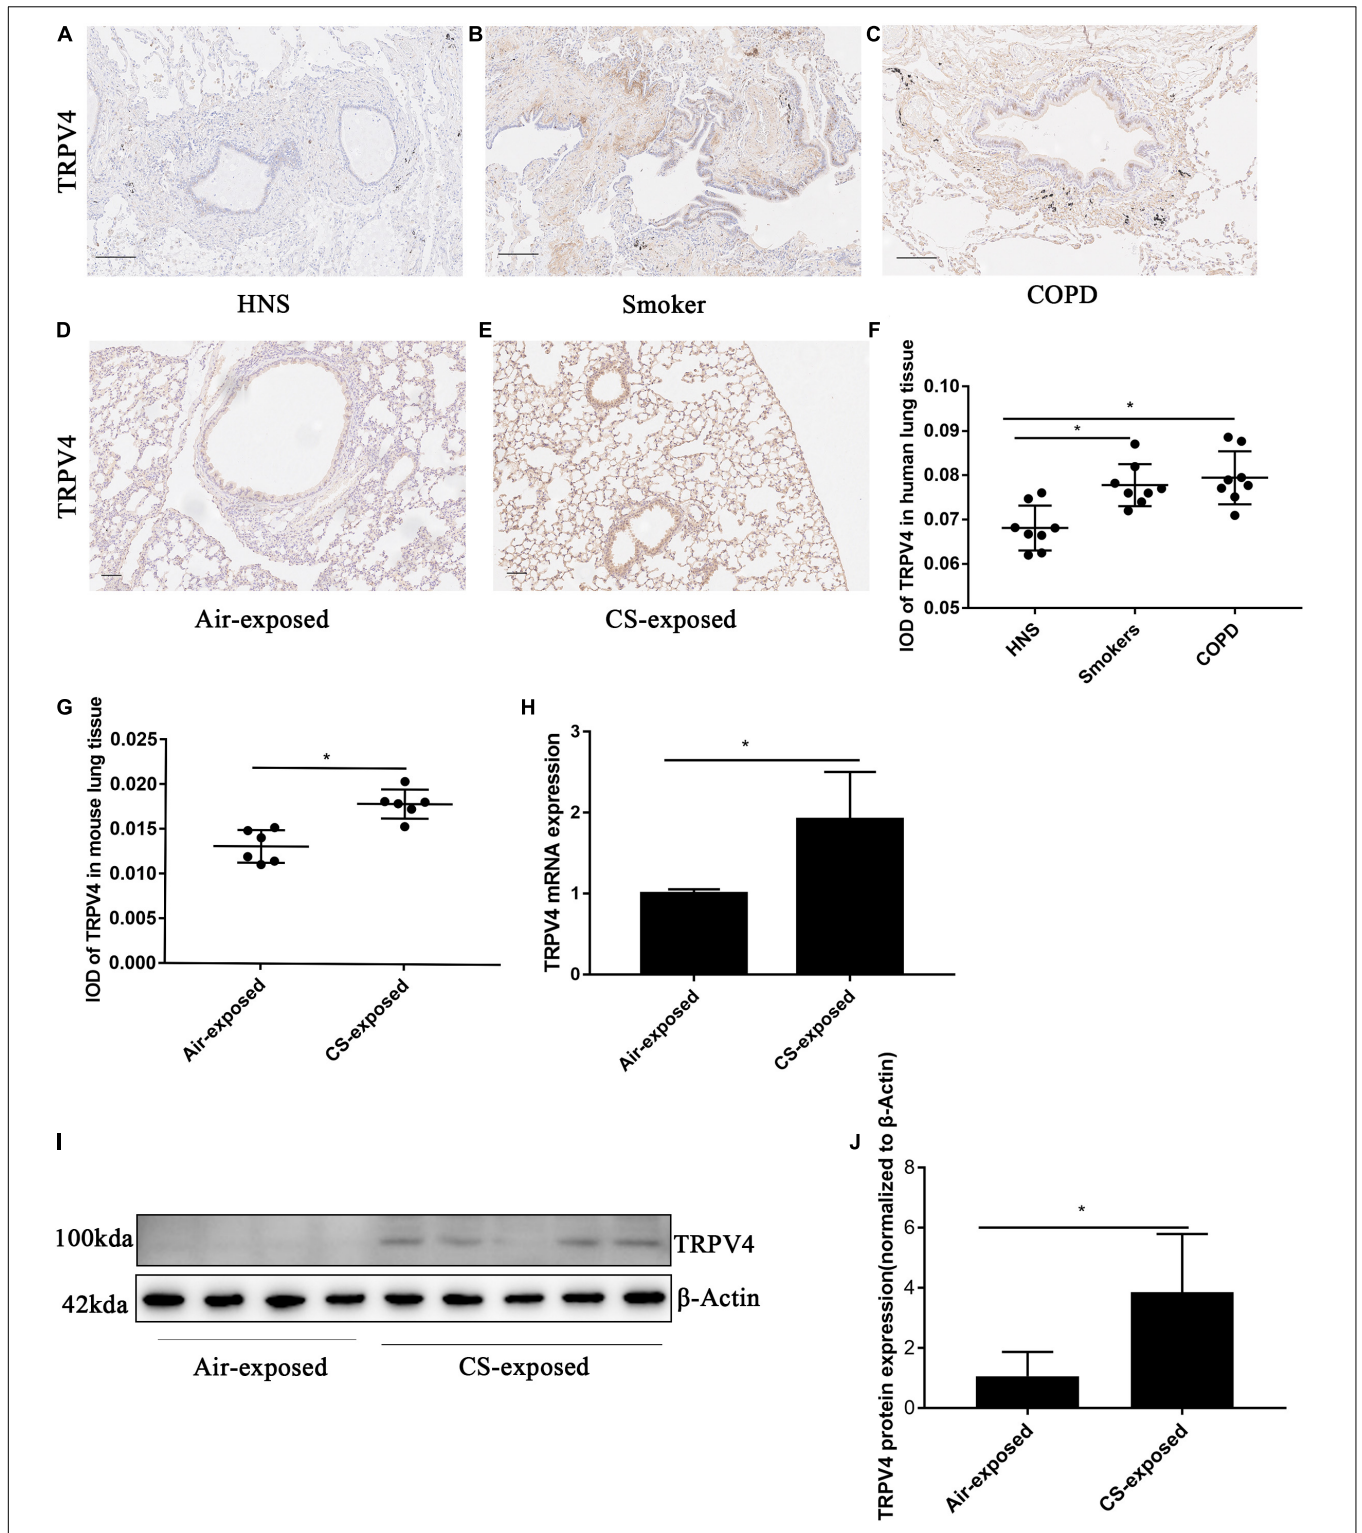 A
B
C
TRPV4
HNS
Smoker
COPD
D
E
F
TRPV4
Air-exposed
CS-exposed
IOD of TRPV4 in human lung tissue
0.10
0.09
0.08
0.07
0.06
0.05
*
*
HNS
Smokers
COPD
G
H
IOD of TRPV4 in mouse lung tissue
0.025
0.020
0.015
0.010
0.005
0.000
*
Air-exposed
CS-exposed
TRPV4 mRNA expression
3
2
1
0
*
Air-exposed
CS-exposed
I
J
100kda
TRPV4
42kda
β-Actin
Air-exposed
CS-exposed
TRPV4 protein expression(normalized to β-Actin)
8
6
4
2
0
*
Air-exposed
CS-exposed